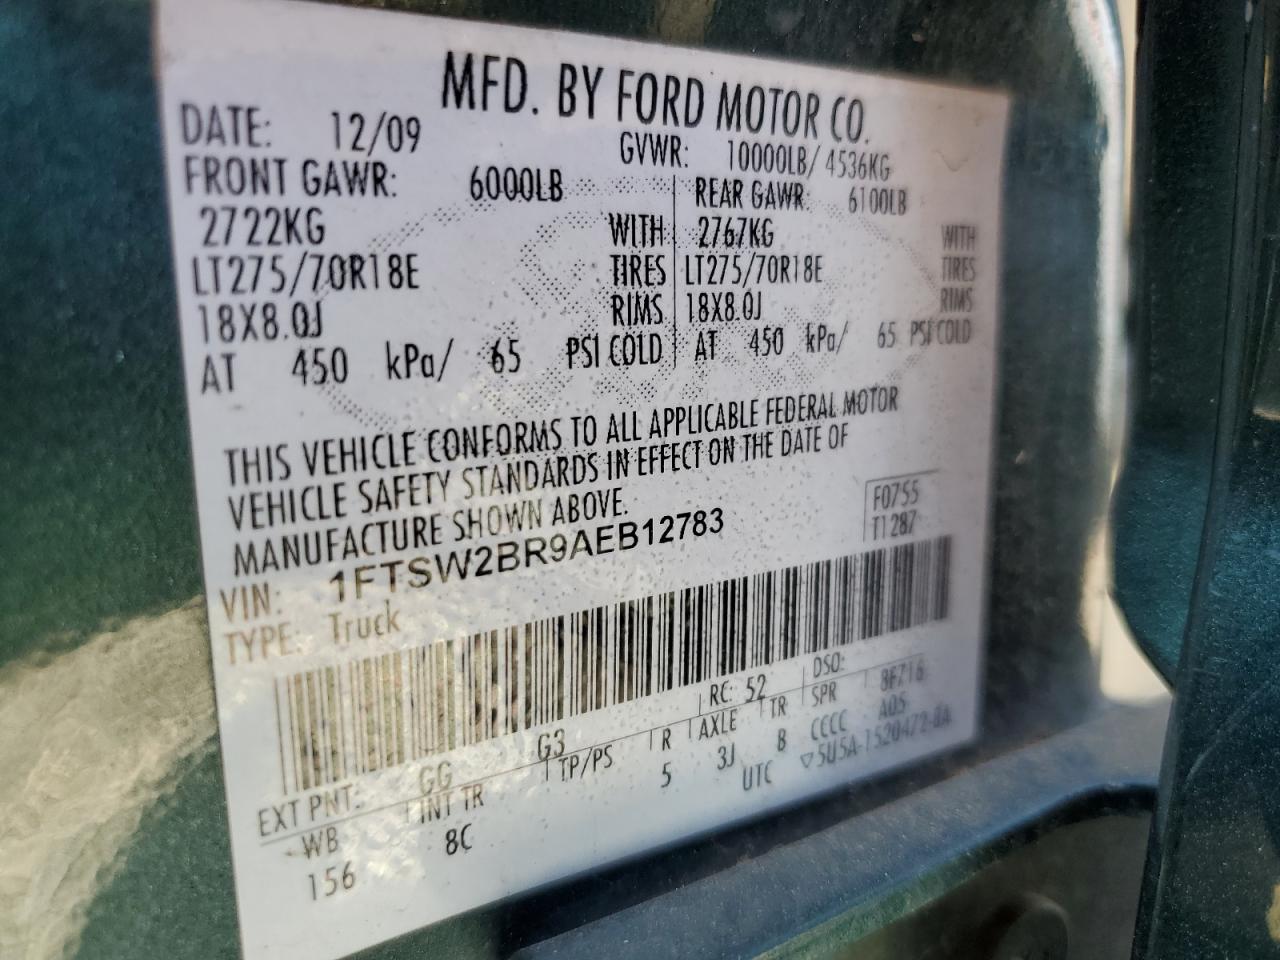 MFD. BY FORD MOTOR CO.
DATE: 12/09 GVWR: 10000LB/ 4536KG
FRONT GAWR: 6000LB REAR GAWR: 6100LB
2722KG WITH 2767KG WITH
LT275/70R18E TIRES LT275/70R18E TIRES
18X8.0J RIMS 18X8.0J RIMS
AT 450 kPa/ 65 PSI COLD AT 450 kPa/ 65 PSI COLD
THIS VEHICLE CONFORMS TO ALL APPLICABLE FEDERAL MOTOR
VEHICLE SAFETY STANDARDS IN EFFECT ON THE DATE OF
MANUFACTURE SHOWN ABOVE.
F0755
T1287
VIN: 1FTSW2BR9AEB12783
TYPE: Truck
EXT PNT: GG G3 RC: 52 DSO: 8FZ16
WB INT TR TP/PS R AXLE TR SPR
156 8C 5 3J B CCCC A05
UTC ▽5U5A-1520472-BA